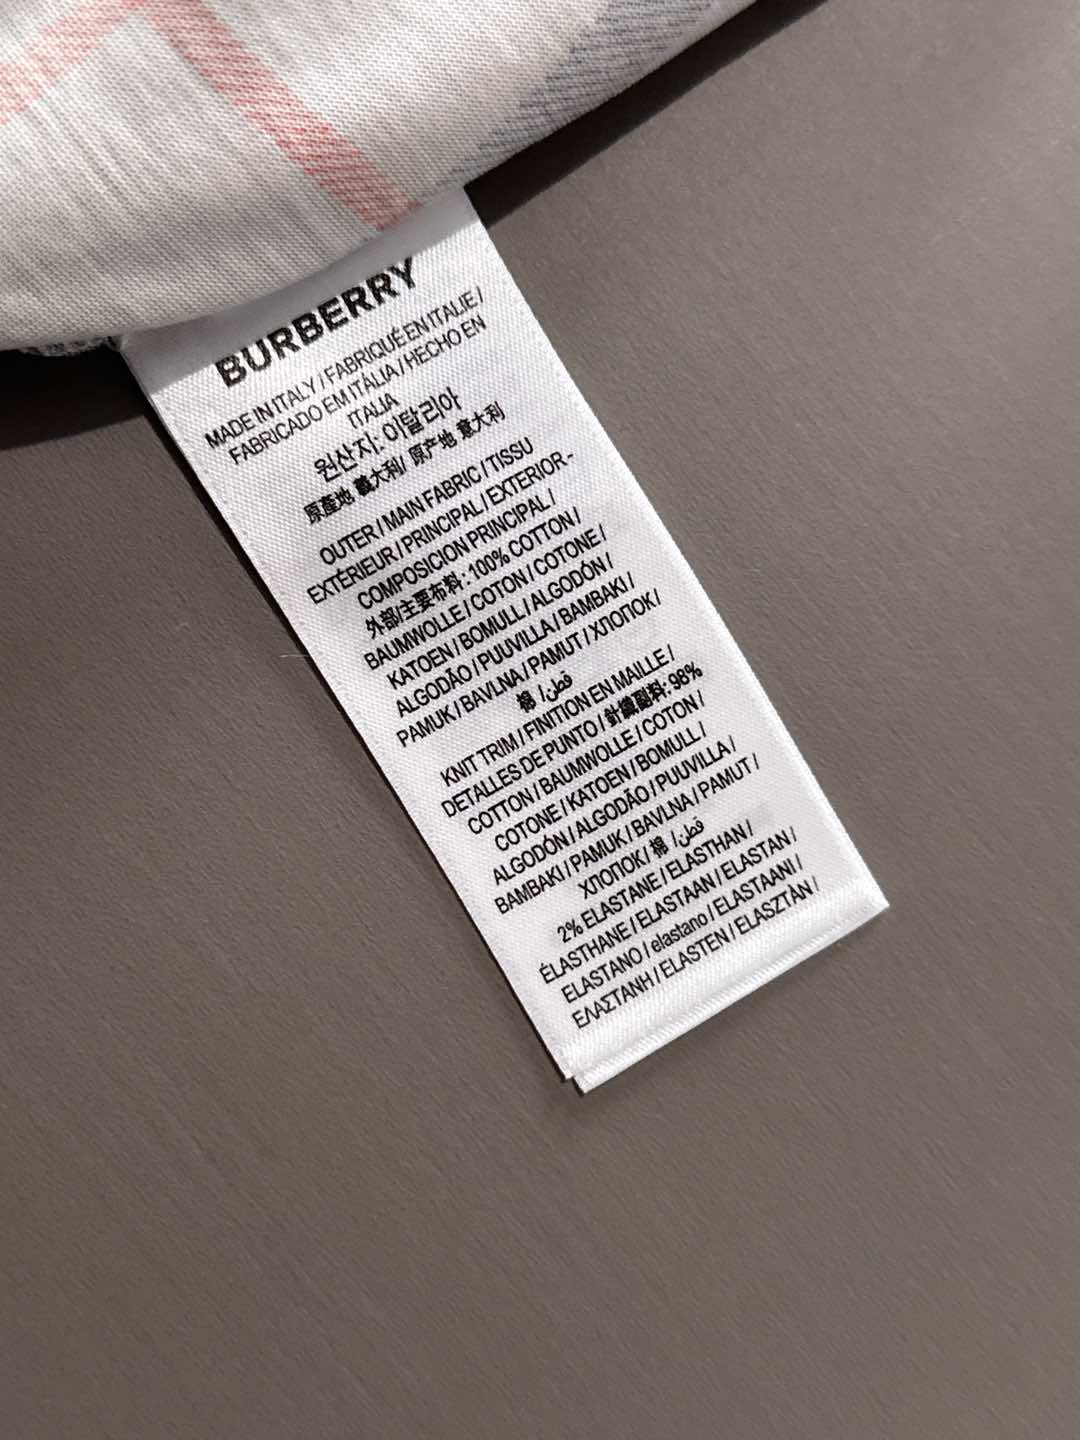 BURBERRY
MADE IN ITALY / FABRIQUÉ EN ITALIE /
FABRICADO EM ITÁLIA / HECHO EN
ITALIA
원산지: 이탈리아
原產地 義大利/ 原产地 意大利
OUTER / MAIN FABRIC / TISSU
EXTÉRIEUR / PRINCIPAL / EXTERIOR -
COMPOSICION PRINCIPAL /
外部/主要布料: 100% COTTON /
BAUMWOLLE / COTON / COTONE /
KATOEN / BOMULL / ALGODÓN /
ALGODÃO / PUUVILLA / BAMBAKI /
PAMUK / BAVLNA / PAMUT / ХЛОПОК /
棉 / قطن
KNIT TRIM / FINITION EN MAILLE /
DETALLES DE PUNTO / 針織副料: 98%
COTTON / BAUMWOLLE / COTON /
COTONE / KATOEN / BOMULL /
ALGODÓN / ALGODÃO / PUUVILLA /
BAMBAKI / PAMUK / BAVLNA / PAMUT /
ХЛОПОК / 棉 / قطن
2% ELASTANE / ELASTHAN /
ÉLASTHANE / ELASTAAN / ELASTAN /
ELASTANO / elastano / ELASTAANI /
ΕΛΑΣΤΑΝΗ / ELASTEN / ELASZTÁN /